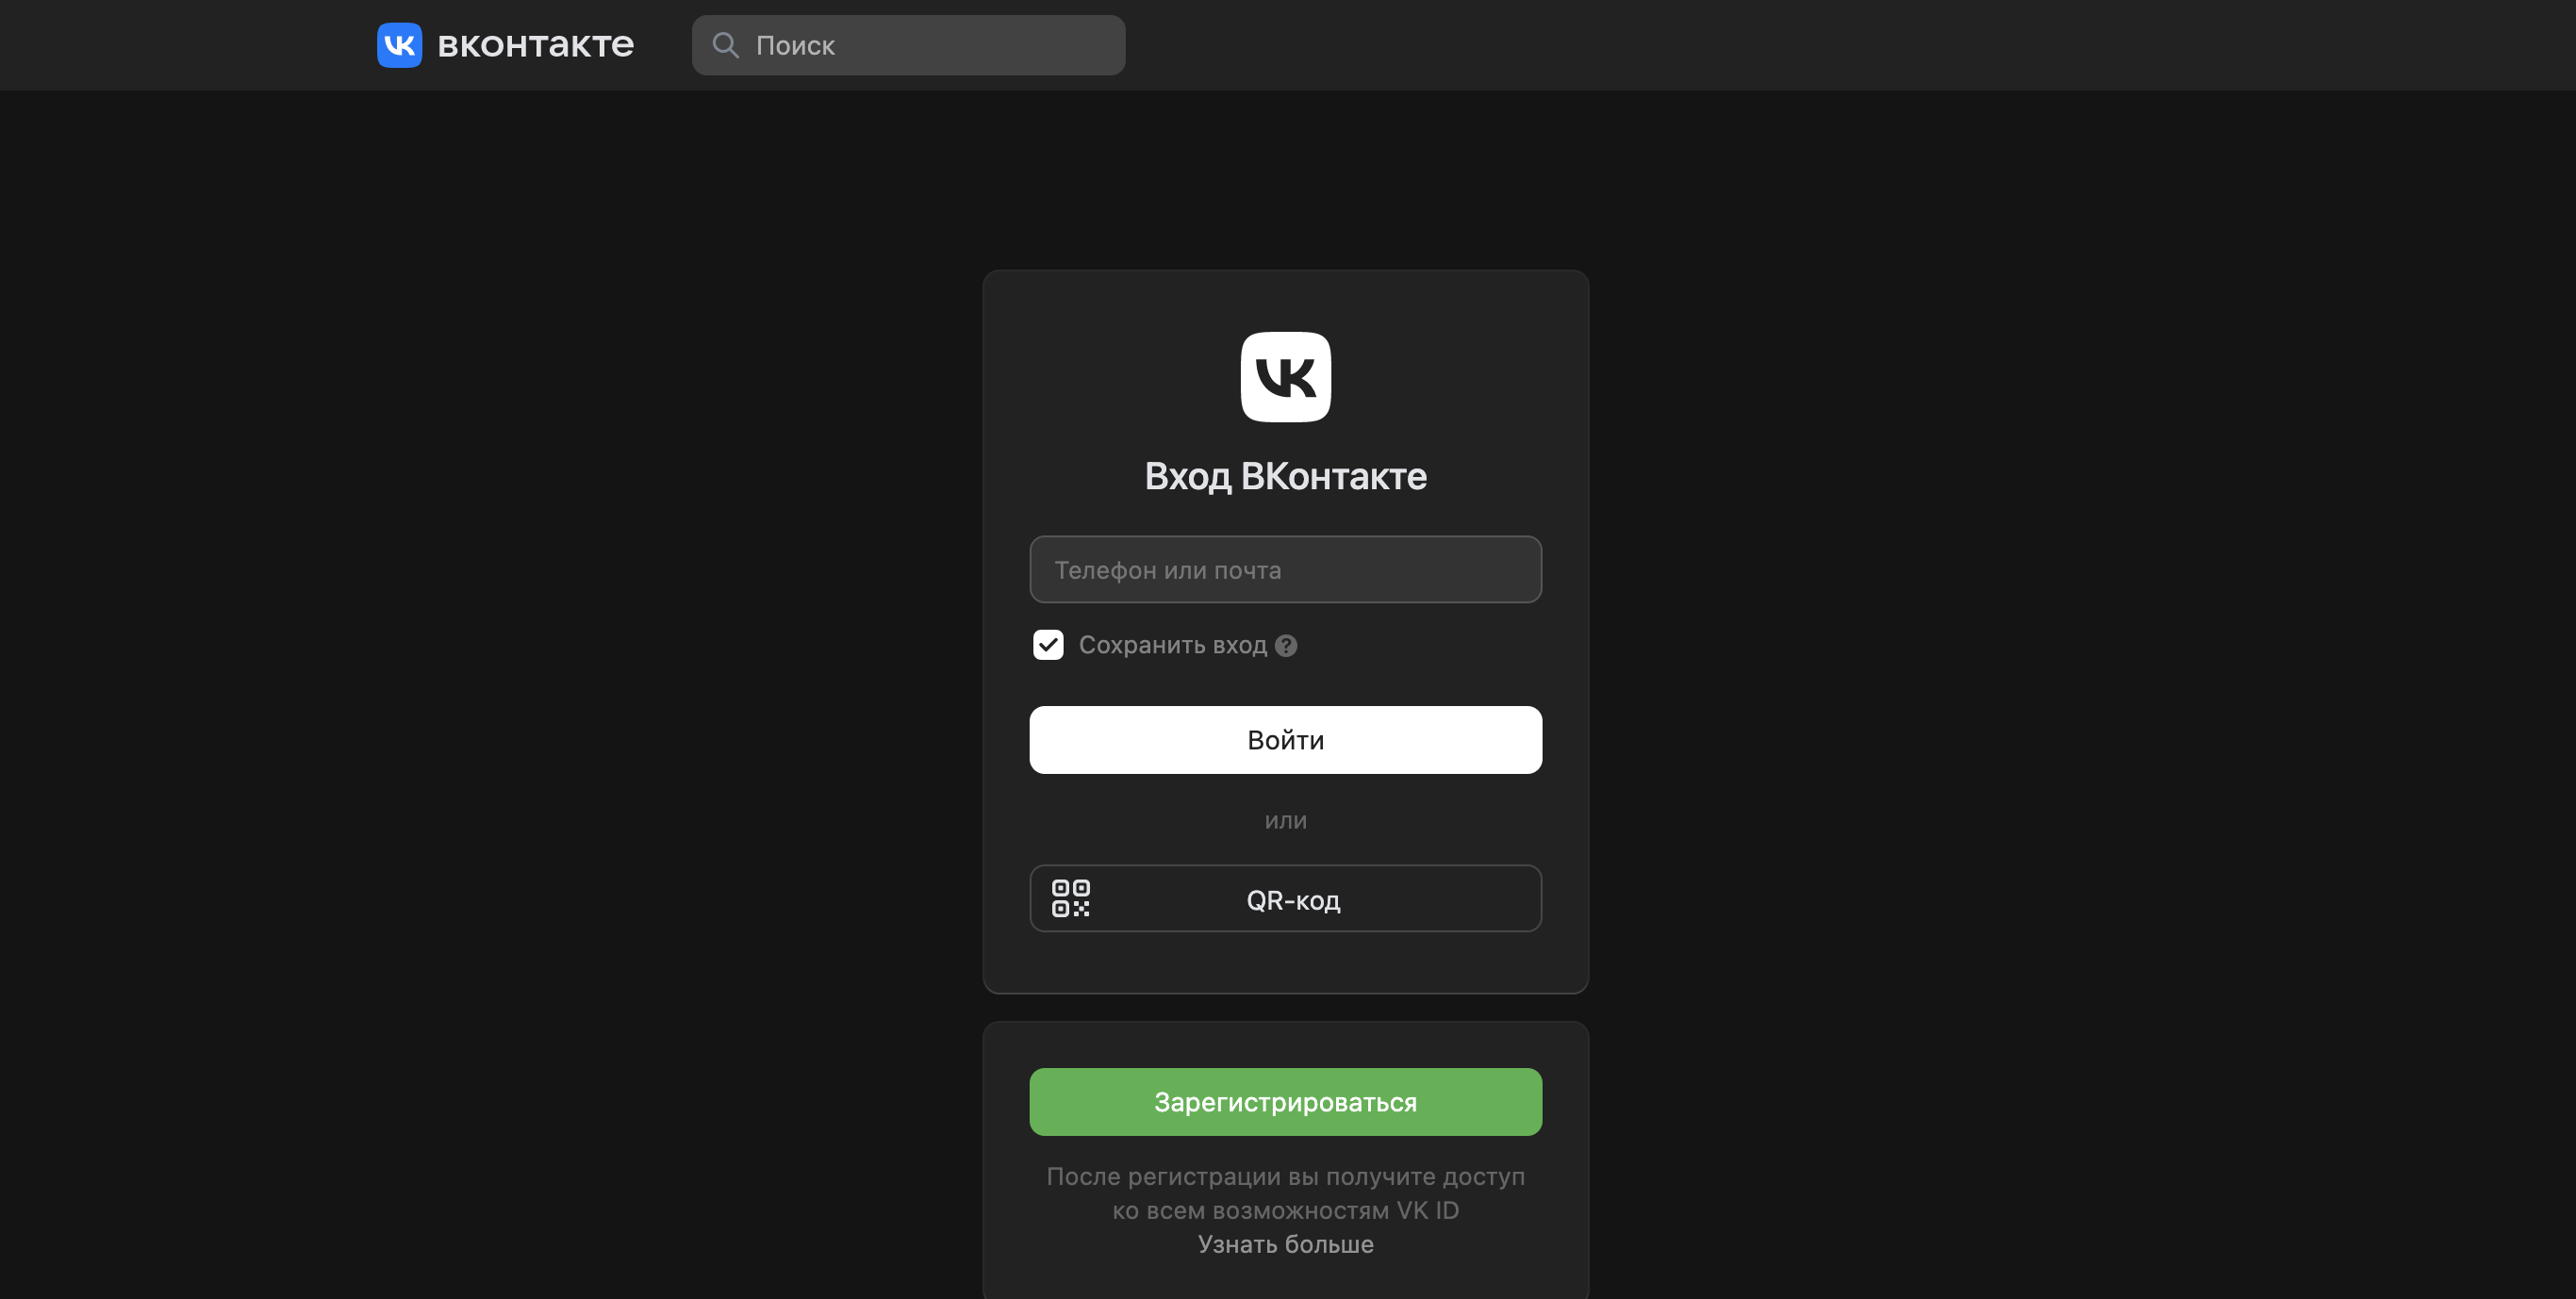 вконтакте
Поиск
Вход ВКонтакте
Телефон или почта
Сохранить вход ?
Войти
или
QR-код
Зарегистрироваться
После регистрации вы получите доступ
ко всем возможностям VK ID
Узнать больше